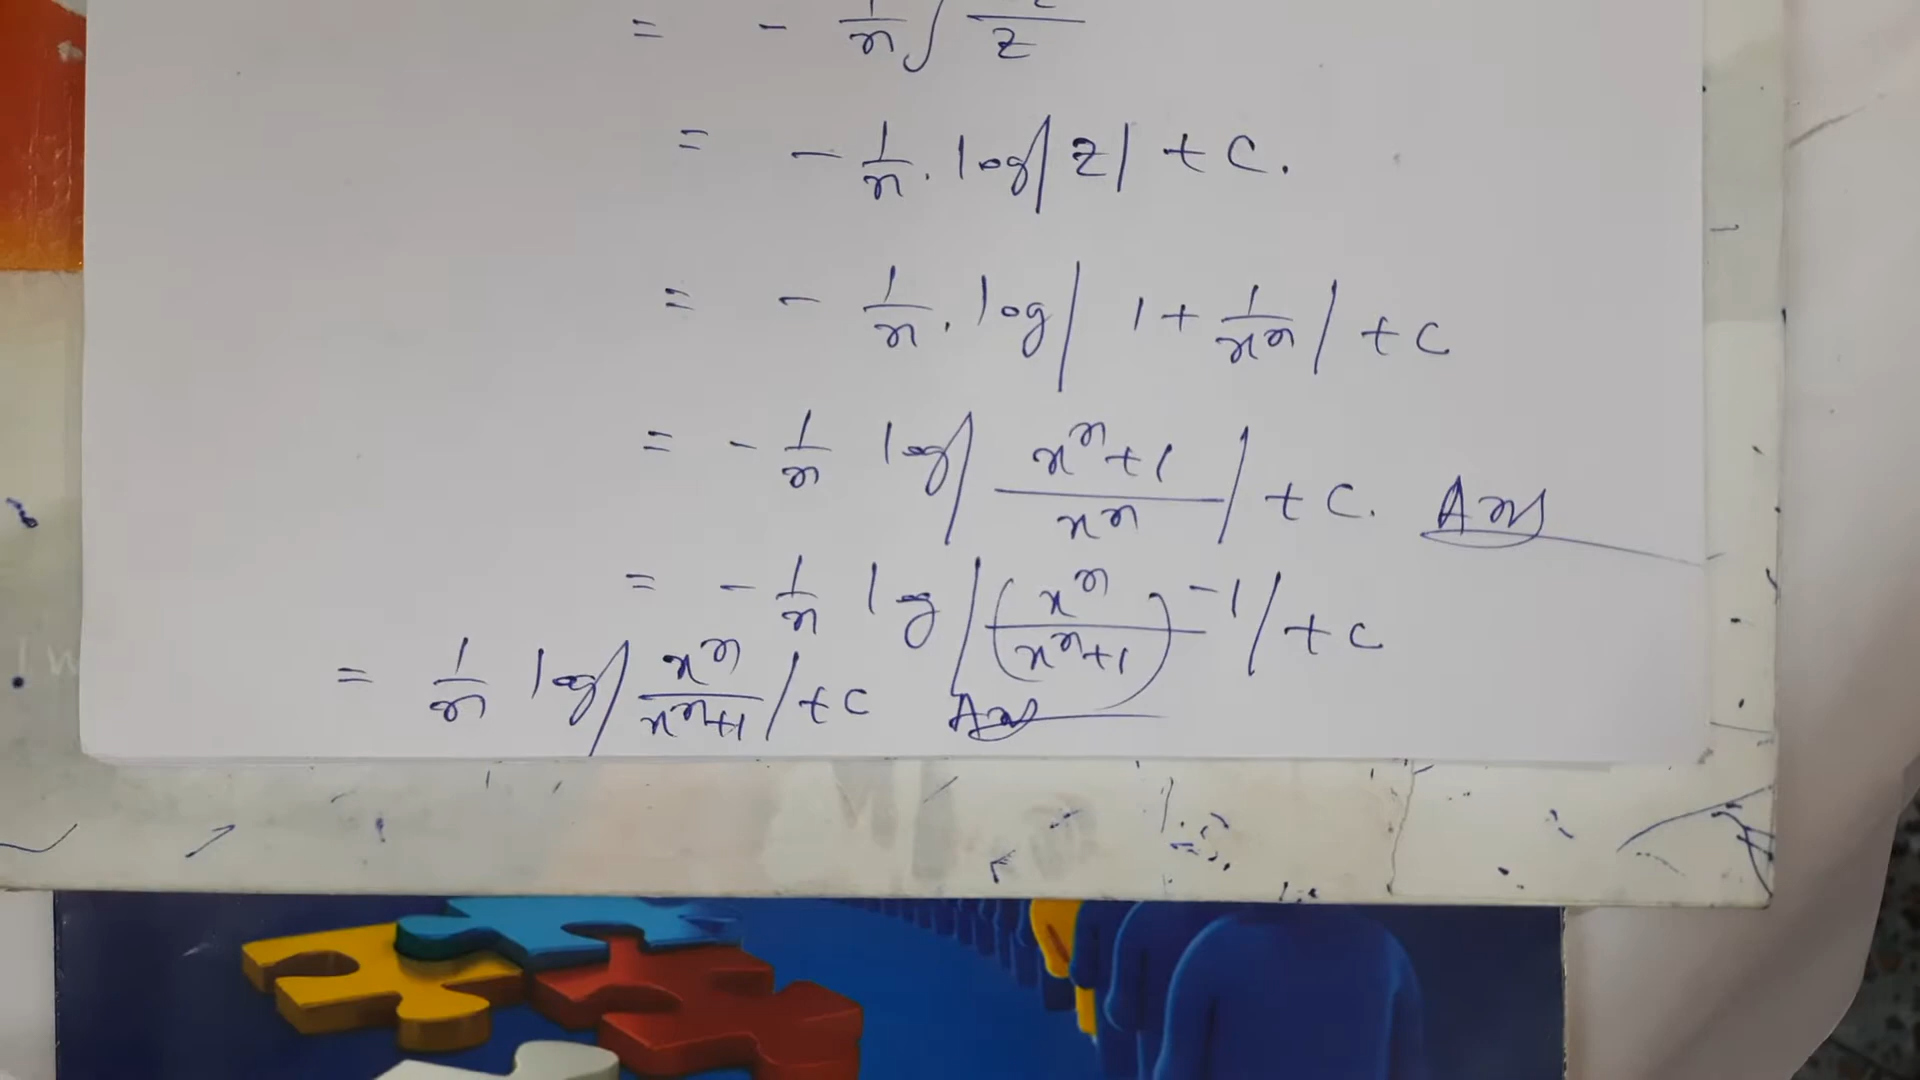 = - 1/n ∫ dz/z
= - 1/n . log|z| + c.
= - 1/n . log| 1 + 1/xⁿ | + c
= - 1/n log| (xⁿ+1)/xⁿ | + c. Ans
= - 1/n log| (xⁿ/(xⁿ+1))⁻¹ | + c
= 1/n log| xⁿ/(xⁿ+1) | + c Ans